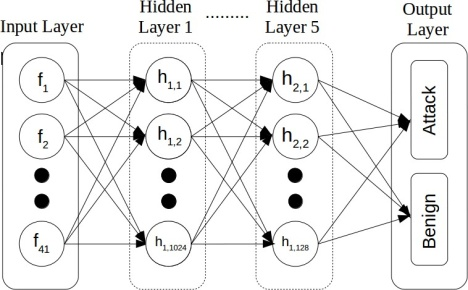 Input Layer
Hidden
Layer 1
.........
Hidden
Layer 5
Output
Layer
f1
f2
f41
h1,1
h1,2
h1,1024
h2,1
h2,2
h1,128
Attack
Benign